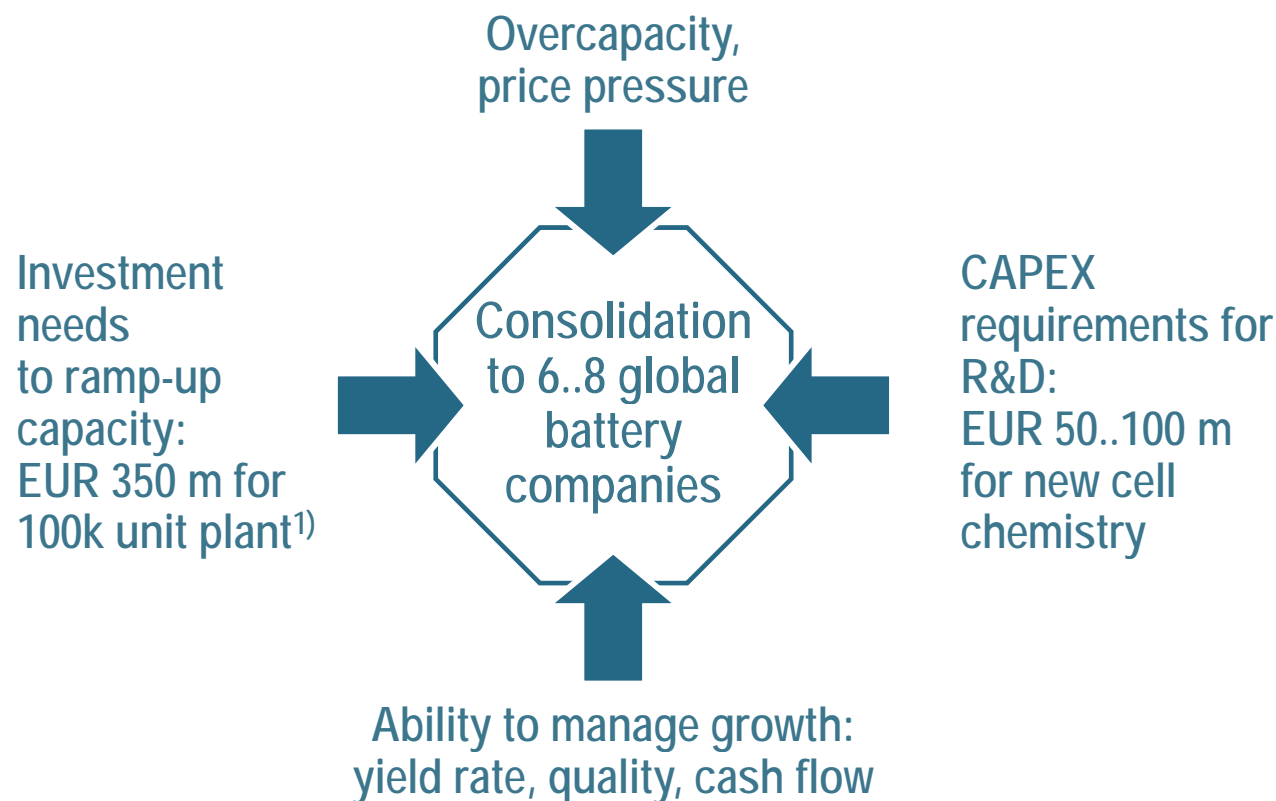 Overcapacity,
price pressure
Investment
needs
to ramp-up
capacity:
EUR 350 m for
100k unit plant1)
Consolidation
to 6..8 global
battery
companies
CAPEX
requirements for
R&D:
EUR 50..100 m
for new cell
chemistry
Ability to manage growth:
yield rate, quality, cash flow